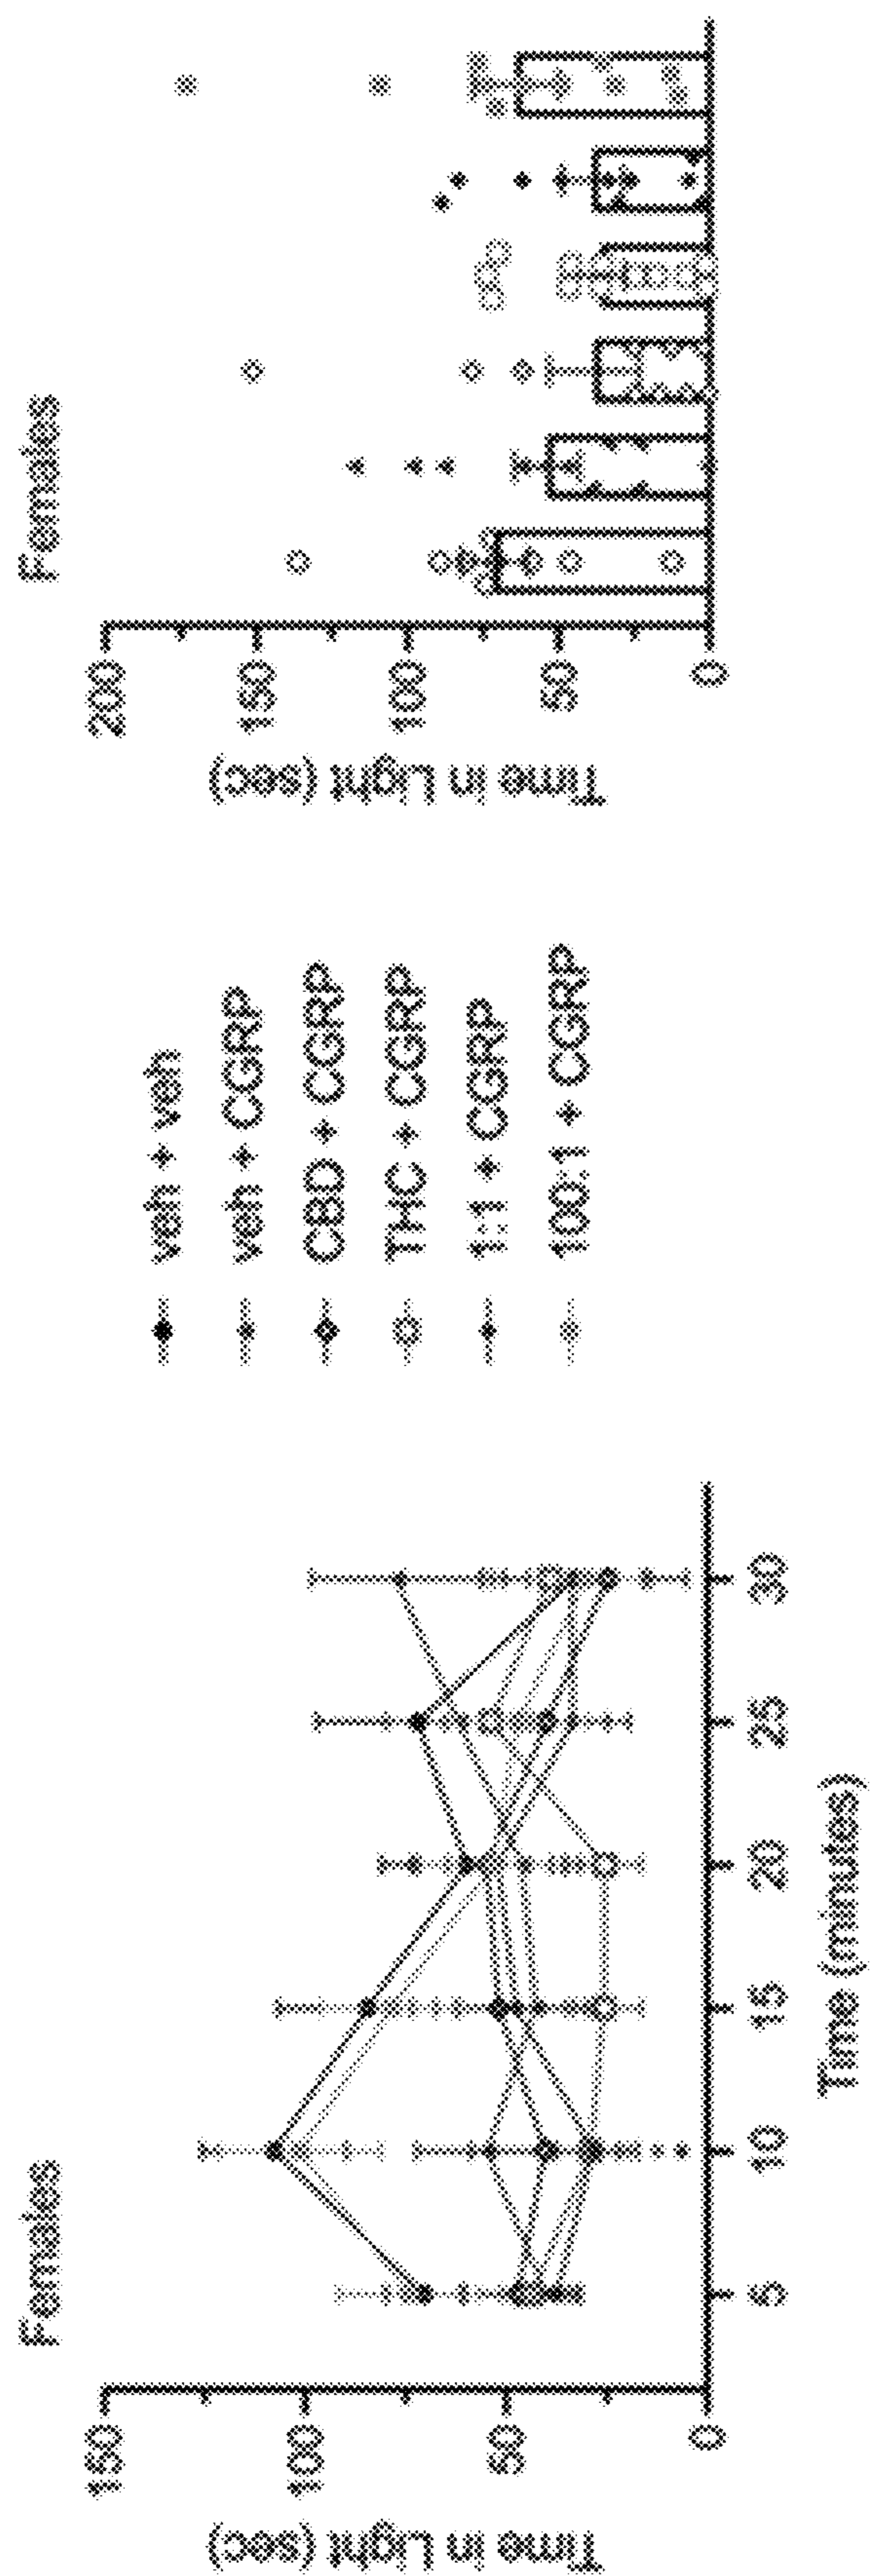 Females
Time in Light (sec)
150
100
50
0
5
10
15
20
25
30
Time (minutes)
veh + veh
veh + CGRP
CBD + CGRP
THC + CGRP
1:1 + CGRP
100:1 + CGRP
Females
Time in Light (sec)
200
150
100
50
0